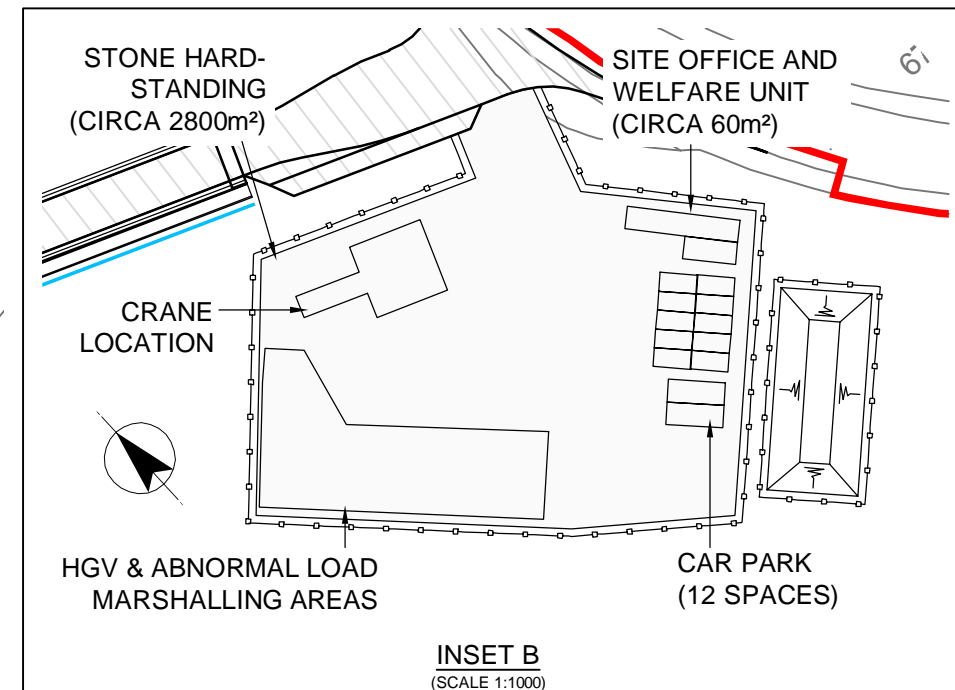 STONE HARD-
STANDING
(CIRCA 2800m²)
SITE OFFICE AND
WELFARE UNIT
(CIRCA 60m²)
CRANE
LOCATION
HGV & ABNORMAL LOAD
MARSHALLING AREAS
CAR PARK
(12 SPACES)
INSET B
(SCALE 1:1000)